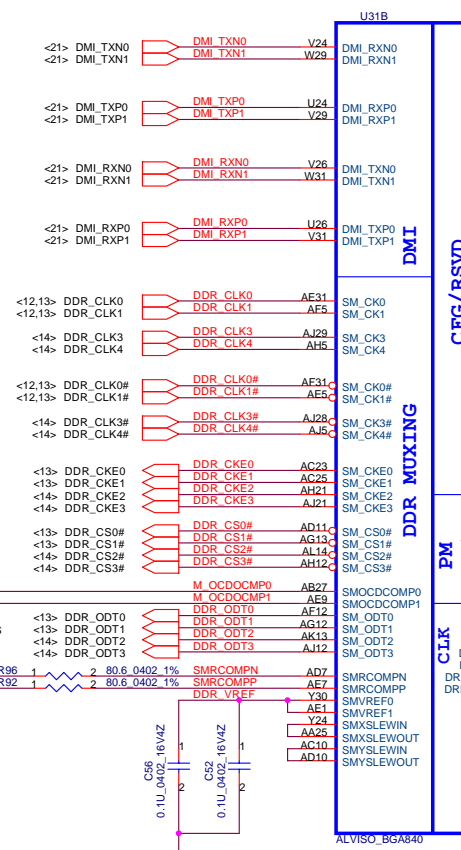 U31B
<21> DMI_TXN0 DMI_TXN0 V24 DMI_RXN0
<21> DMI_TXN1 DMI_TXN1 W29 DMI_RXN1
<21> DMI_TXP0 DMI_TXP0 U24 DMI_RXP0
<21> DMI_TXP1 DMI_TXP1 V29 DMI_RXP1
<21> DMI_RXN0 DMI_RXN0 V26 DMI_TXN0
<21> DMI_RXN1 DMI_RXN1 W31 DMI_TXN1
<21> DMI_RXP0 DMI_RXP0 U26 DMI_TXP0
<21> DMI_RXP1 DMI_RXP1 V31 DMI_TXP1
DMI
CFG/RSVD
<12,13> DDR_CLK0 DDR_CLK0 AE31 SM_CK0
<12,13> DDR_CLK1 DDR_CLK1 AF5 SM_CK1
<14> DDR_CLK3 DDR_CLK3 AJ29 SM_CK3
<14> DDR_CLK4 DDR_CLK4 AH5 SM_CK4
<12,13> DDR_CLK0# DDR_CLK0# AF31 SM_CK0#
<12,13> DDR_CLK1# DDR_CLK1# AE5 SM_CK1#
<14> DDR_CLK3# DDR_CLK3# AJ28 SM_CK3#
<14> DDR_CLK4# DDR_CLK4# AJ5 SM_CK4#
<13> DDR_CKE0 DDR_CKE0 AC23 SM_CKE0
<13> DDR_CKE1 DDR_CKE1 AC25 SM_CKE1
<14> DDR_CKE2 DDR_CKE2 AH21 SM_CKE2
<14> DDR_CKE3 DDR_CKE3 AJ21 SM_CKE3
DDR MUXING
<13> DDR_CS0# DDR_CS0# AD11 SM_CS0#
<13> DDR_CS1# DDR_CS1# AG13 SM_CS1#
<14> DDR_CS2# DDR_CS2# AL14 SM_CS2#
<14> DDR_CS3# DDR_CS3# AH12 SM_CS3#
PM
M_OCDOCMP0 AB27 SMOCDCOMP0
M_OCDOCMP1 AE9 SMOCDCOMP1
<13> DDR_ODT0 DDR_ODT0 AF12 SM_ODT0
<13> DDR_ODT1 DDR_ODT1 AG12 SM_ODT1
<14> DDR_ODT2 DDR_ODT2 AK13 SM_ODT2
<14> DDR_ODT3 DDR_ODT3 AJ12 SM_ODT3
CLK
R96 1 2 80.6_0402_1% SMRCOMPN AD7 SMRCOMPN
R92 1 2 80.6_0402_1% SMRCOMPP AE7 SMRCOMPP
DDR_VREF Y30 SMVREF0
AE1 SMVREF1
Y24 SMXSLEWIN
AA25 SMXSLEWOUT
AC10 SMYSLEWIN
AD10 SMYSLEWOUT
C56 0.1U_0402_16V4Z 1 2
C52 0.1U_0402_16V4Z 1 2
ALVISO_BGA840